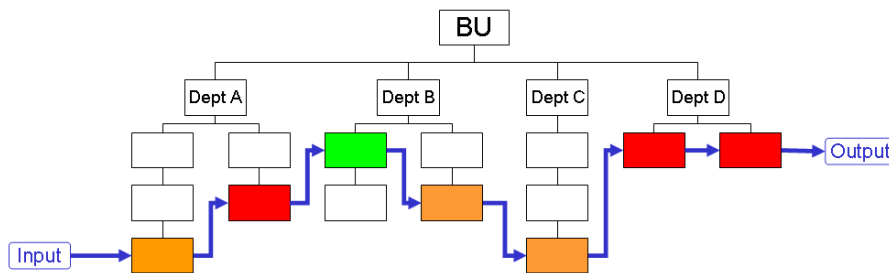 BU
Dept A
Dept B
Dept C
Dept D
Output
Input